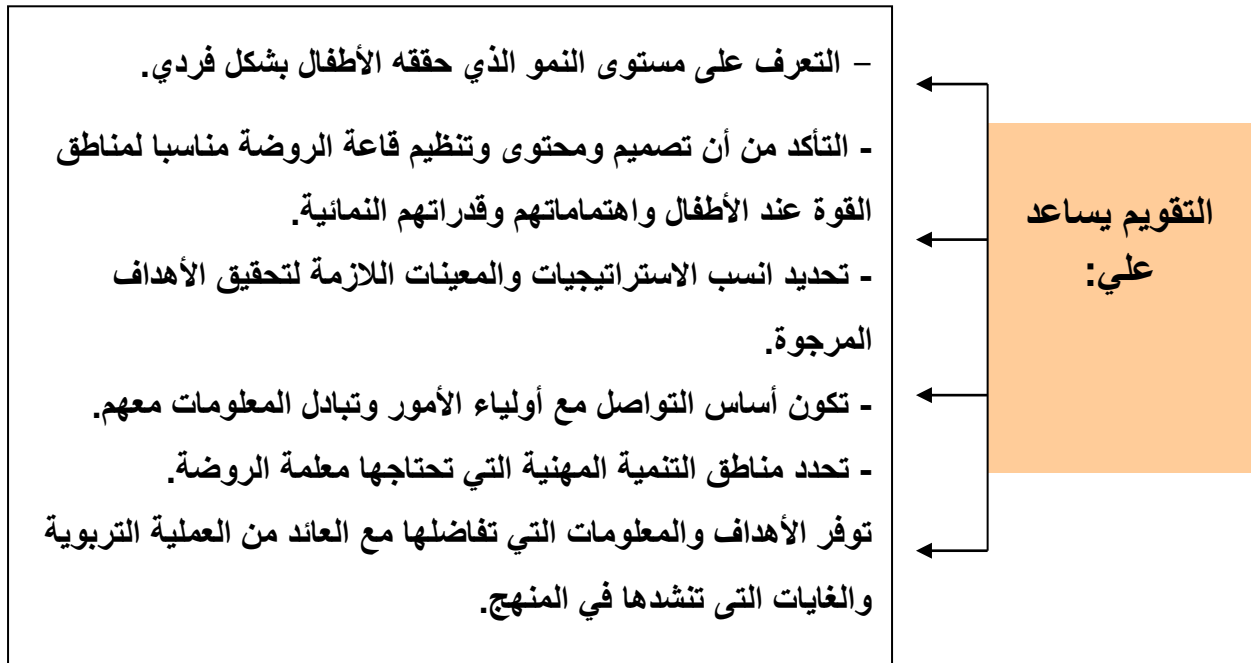 التقويم يساعد
علي:
– التعرف على مستوى النمو الذي حققه الأطفال بشكل فردي.
- التأكد من أن تصميم ومحتوى وتنظيم قاعة الروضة مناسبا لمناطق
القوة عند الأطفال واهتماماتهم وقدراتهم النمائية.
- تحديد انسب الاستراتيجيات والمعينات اللازمة لتحقيق الأهداف
المرجوة.
- تكون أساس التواصل مع أولياء الأمور وتبادل المعلومات معهم.
- تحدد مناطق التنمية المهنية التي تحتاجها معلمة الروضة.
توفر الأهداف والمعلومات التي تفاضلها مع العائد من العملية التربوية
والغايات التى تنشدها في المنهج.